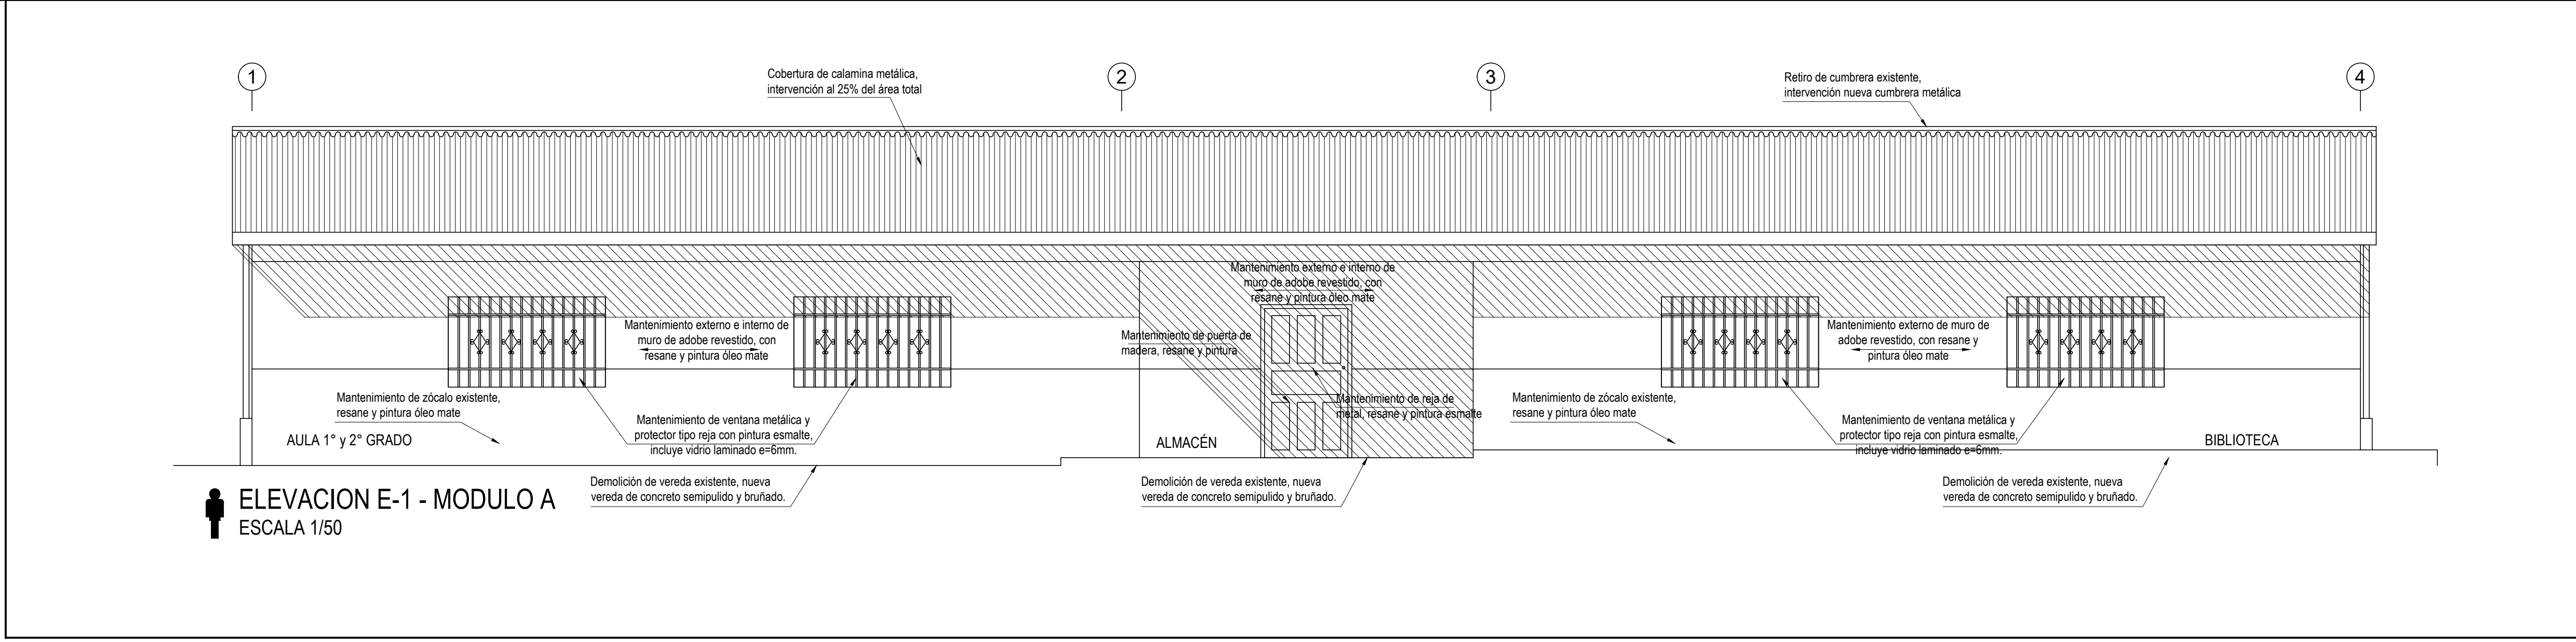 1
2
3
4
Cobertura de calamina metálica,
intervención al 25% del área total
Retiro de cumbrera existente,
intervención nueva cumbrera metálica
Mantenimiento externo e interno de
muro de adobe revestido, con
resane y pintura óleo mate
Mantenimiento externo e interno de
muro de adobe revestido, con
resane y pintura óleo mate
Mantenimiento de puerta de
madera, resane y pintura
Mantenimiento externo de muro de
adobe revestido, con resane y
pintura óleo mate
Mantenimiento de zócalo existente,
resane y pintura óleo mate
Mantenimiento de ventana metálica y
protector tipo reja con pintura esmalte,
incluye vidrio laminado e=6mm.
Mantenimiento de reja de
metal, resane y pintura esmalte
Mantenimiento de zócalo existente,
resane y pintura óleo mate
Mantenimiento de ventana metálica y
protector tipo reja con pintura esmalte,
incluye vidrio laminado e=6mm.
AULA 1° y 2° GRADO
ALMACÉN
BIBLIOTECA
Demolición de vereda existente, nueva
vereda de concreto semipulido y bruñado.
Demolición de vereda existente, nueva
vereda de concreto semipulido y bruñado.
Demolición de vereda existente, nueva
vereda de concreto semipulido y bruñado.
ELEVACION E-1 - MODULO A
ESCALA 1/50